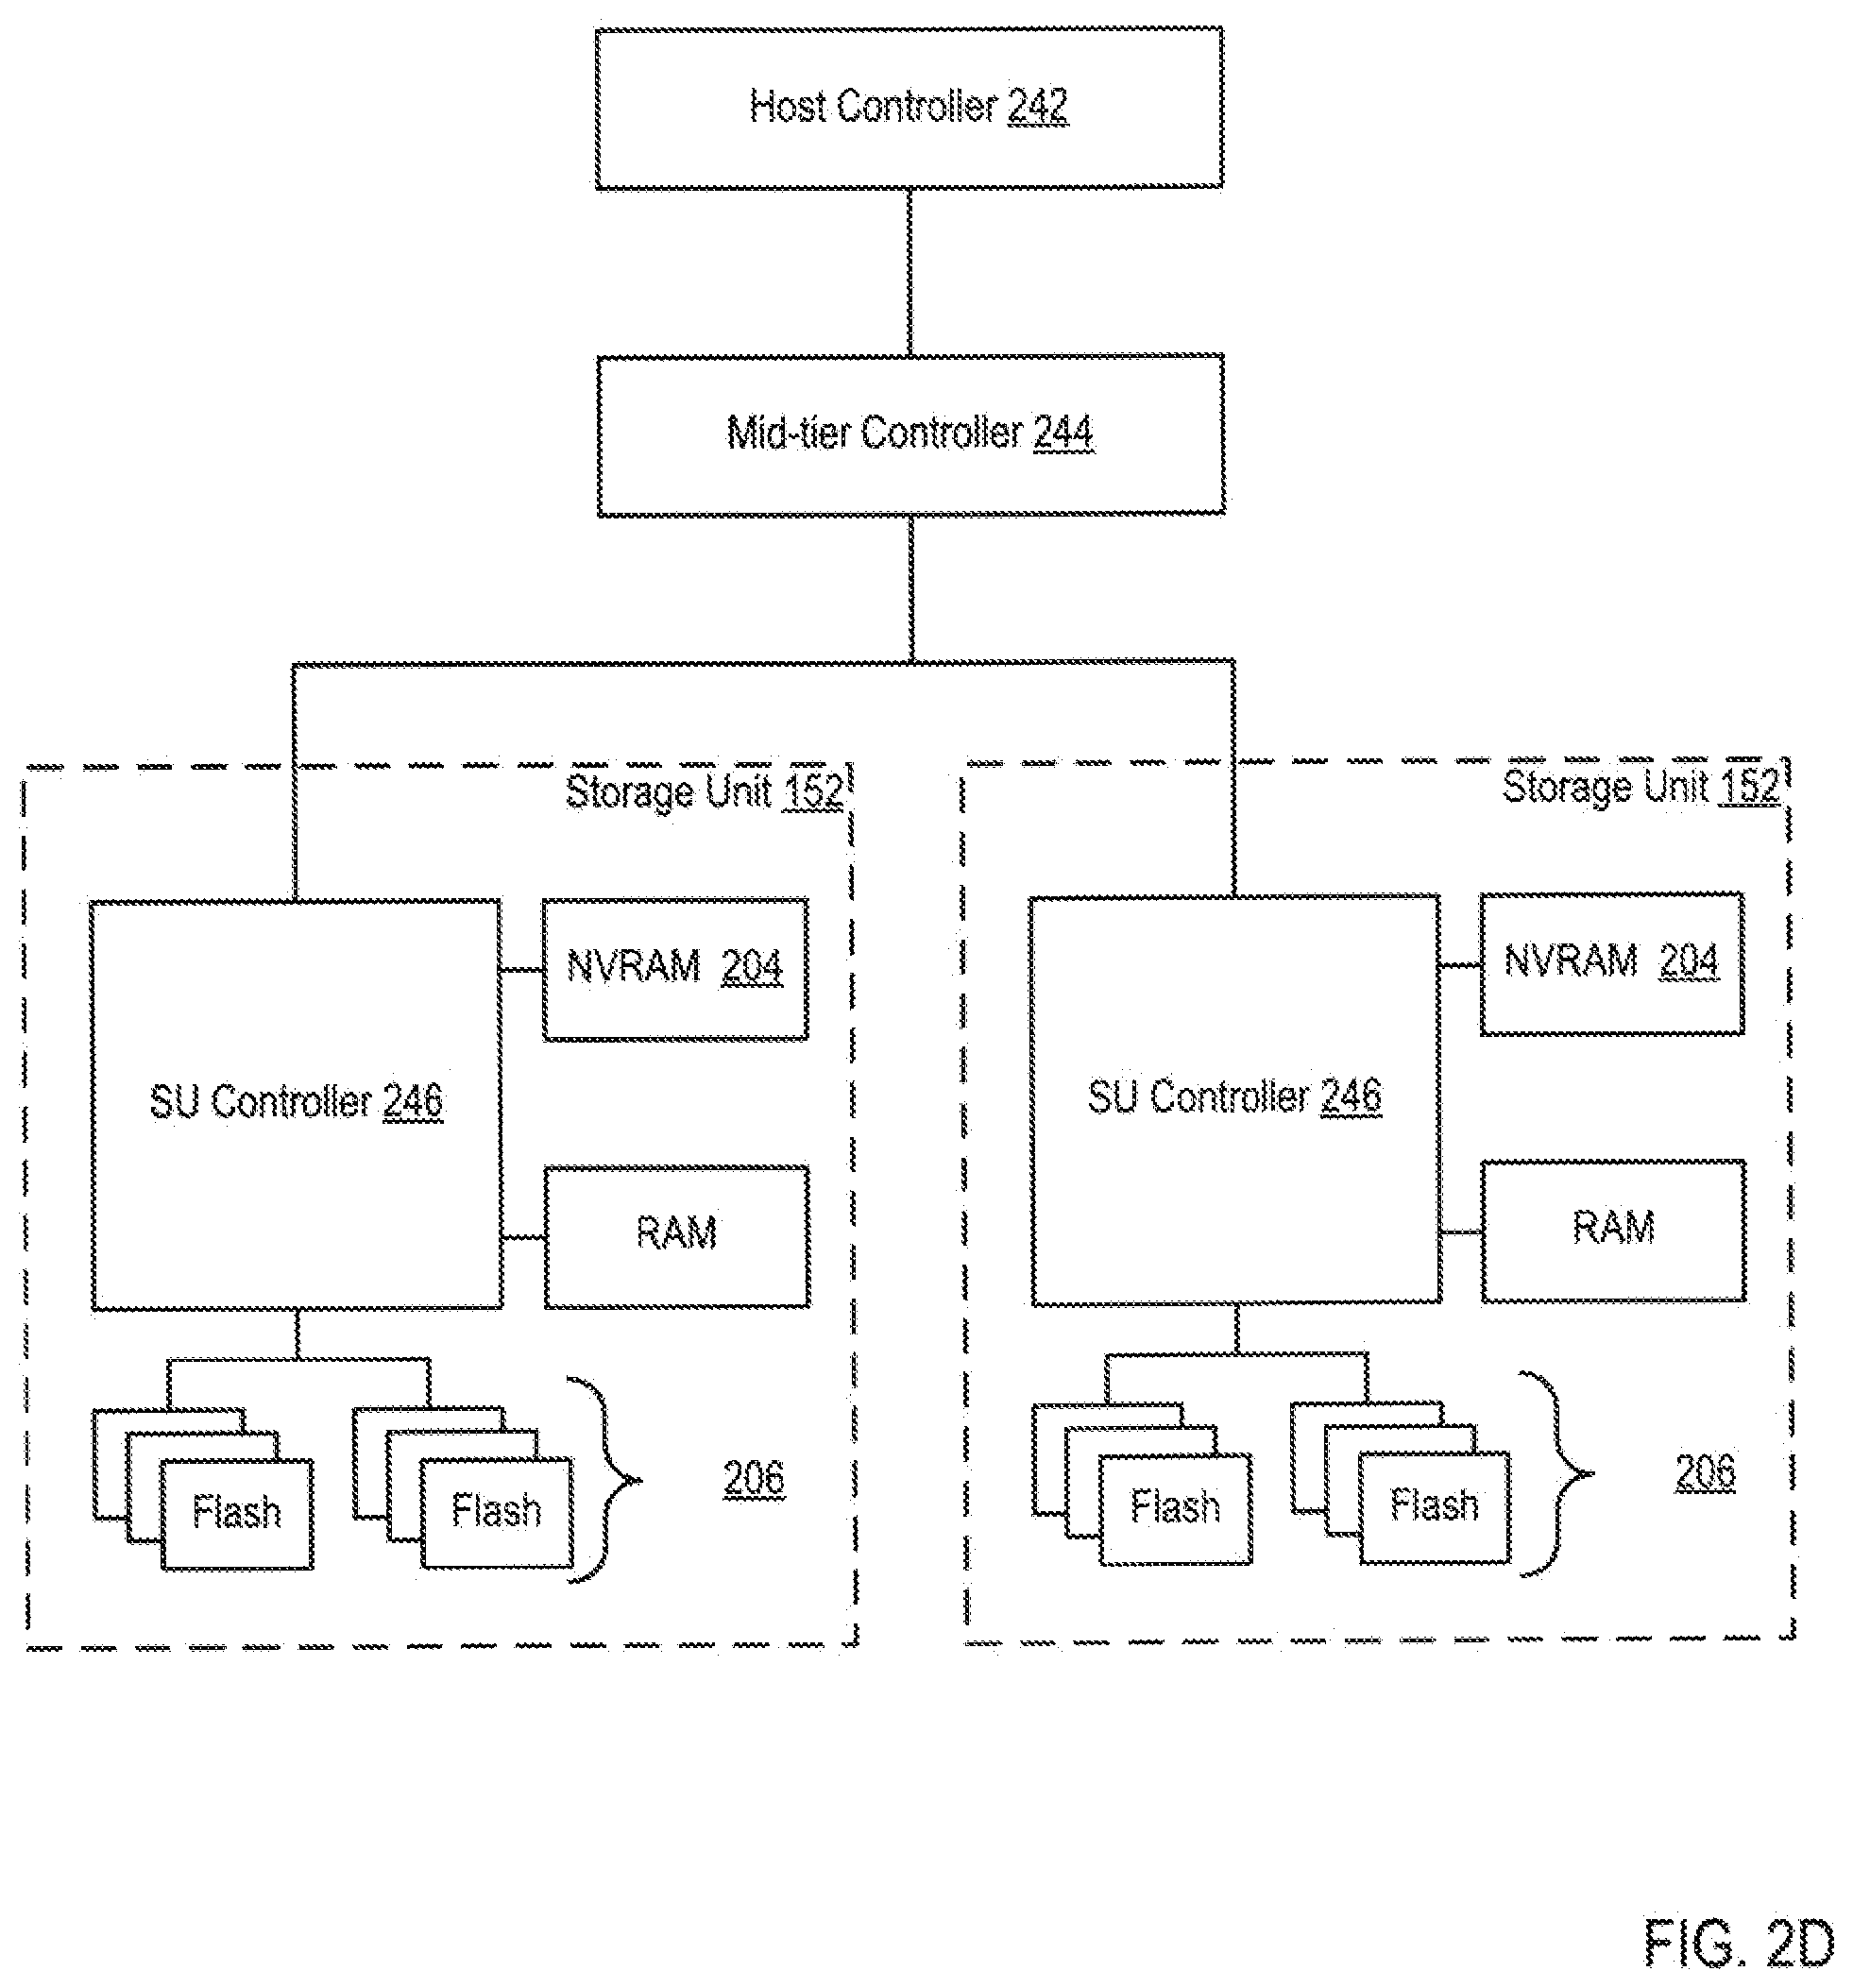 Host Controller 242
Mid-tier Controller 244
Storage Unit 152
NVRAM 204
SU Controller 246
RAM
Flash
Flash
206
Storage Unit 152
NVRAM 204
SU Controller 246
RAM
Flash
Flash
206
FIG. 2D